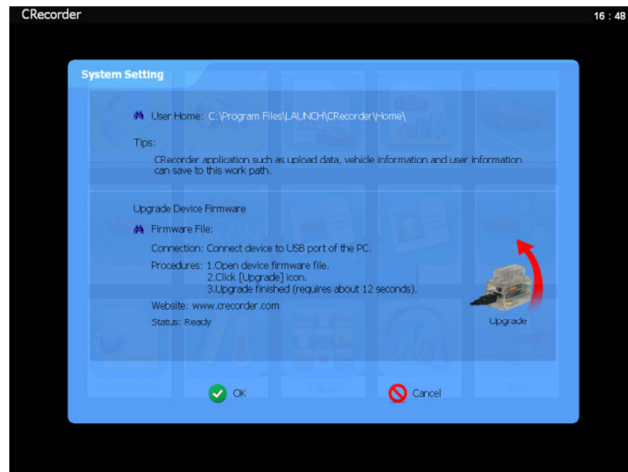 CRecorder
16 : 48
System Setting
User Home: C:\Program Files\LAUNCH\CRecorder\Home\
Tips:
CRecorder application such as upload data, vehicle information and user information
can save to this work path.
Upgrade Device Firmware
Firmware File:
Connection: Connect device to USB port of the PC.
Procedures: 1.Open device firmware file.
2.Click [Upgrade] icon.
3.Upgrade finished (requires about 12 seconds).
Website: www.crecorder.com
Status: Ready
Upgrade
OK
Cancel